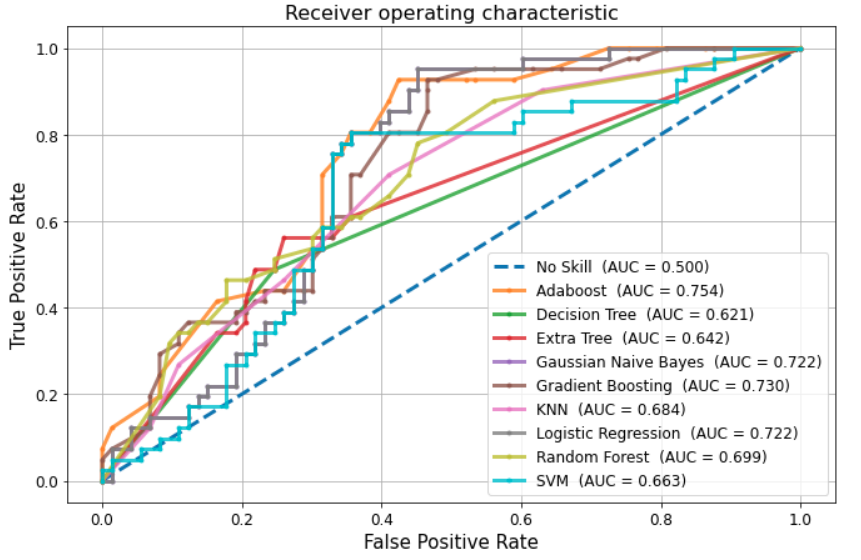 Receiver operating characteristic
True Positive Rate
1.0
0.8
0.6
0.4
0.2
0.0
No Skill (AUC = 0.500)
Adaboost (AUC = 0.754)
Decision Tree (AUC = 0.621)
Extra Tree (AUC = 0.642)
Gaussian Naive Bayes (AUC = 0.722)
Gradient Boosting (AUC = 0.730)
KNN (AUC = 0.684)
Logistic Regression (AUC = 0.722)
Random Forest (AUC = 0.699)
SVM (AUC = 0.663)
0.0 0.2 0.4 0.6 0.8 1.0
False Positive Rate